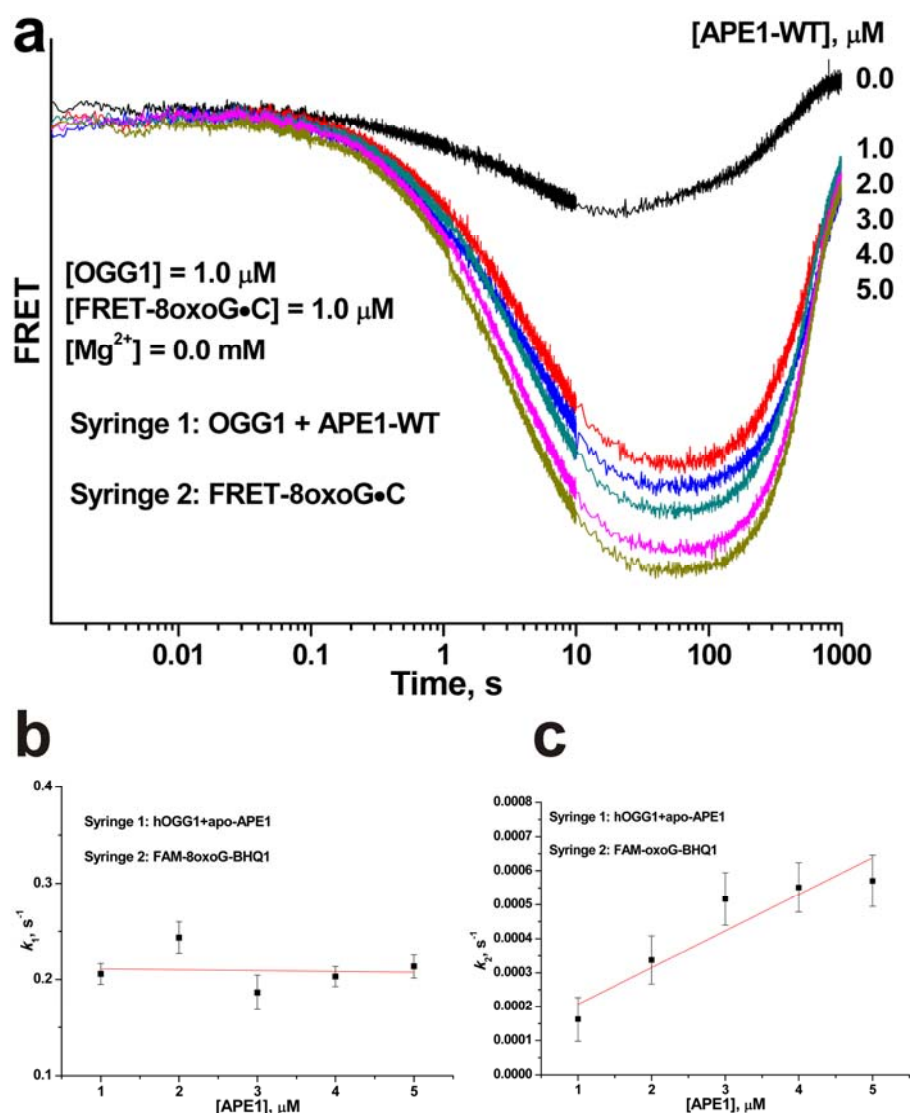 a
[APE1-WT], μM
0.0
1.0
2.0
3.0
4.0
5.0
FRET
[OGG1] = 1.0 μM
[FRET-8oxoG•C] = 1.0 μM
[Mg²⁺] = 0.0 mM
Syringe 1: OGG1 + APE1-WT
Syringe 2: FRET-8oxoG•C
0.01 0.1 1 10 100 1000
Time, s
b
0.4
0.3
0.2
0.1
k₁, s⁻¹
Syringe 1: hOGG1+apo-APE1
Syringe 2: FAM-8oxoG-BHQ1
1 2 3 4 5
[APE1], μM
c
0.0008
0.0007
0.0006
0.0005
0.0004
0.0003
0.0002
0.0001
0.0000
k₂, s⁻¹
Syringe 1: hOGG1+apo-APE1
Syringe 2: FAM-oxoG-BHQ1
1 2 3 4 5
[APE1], μM